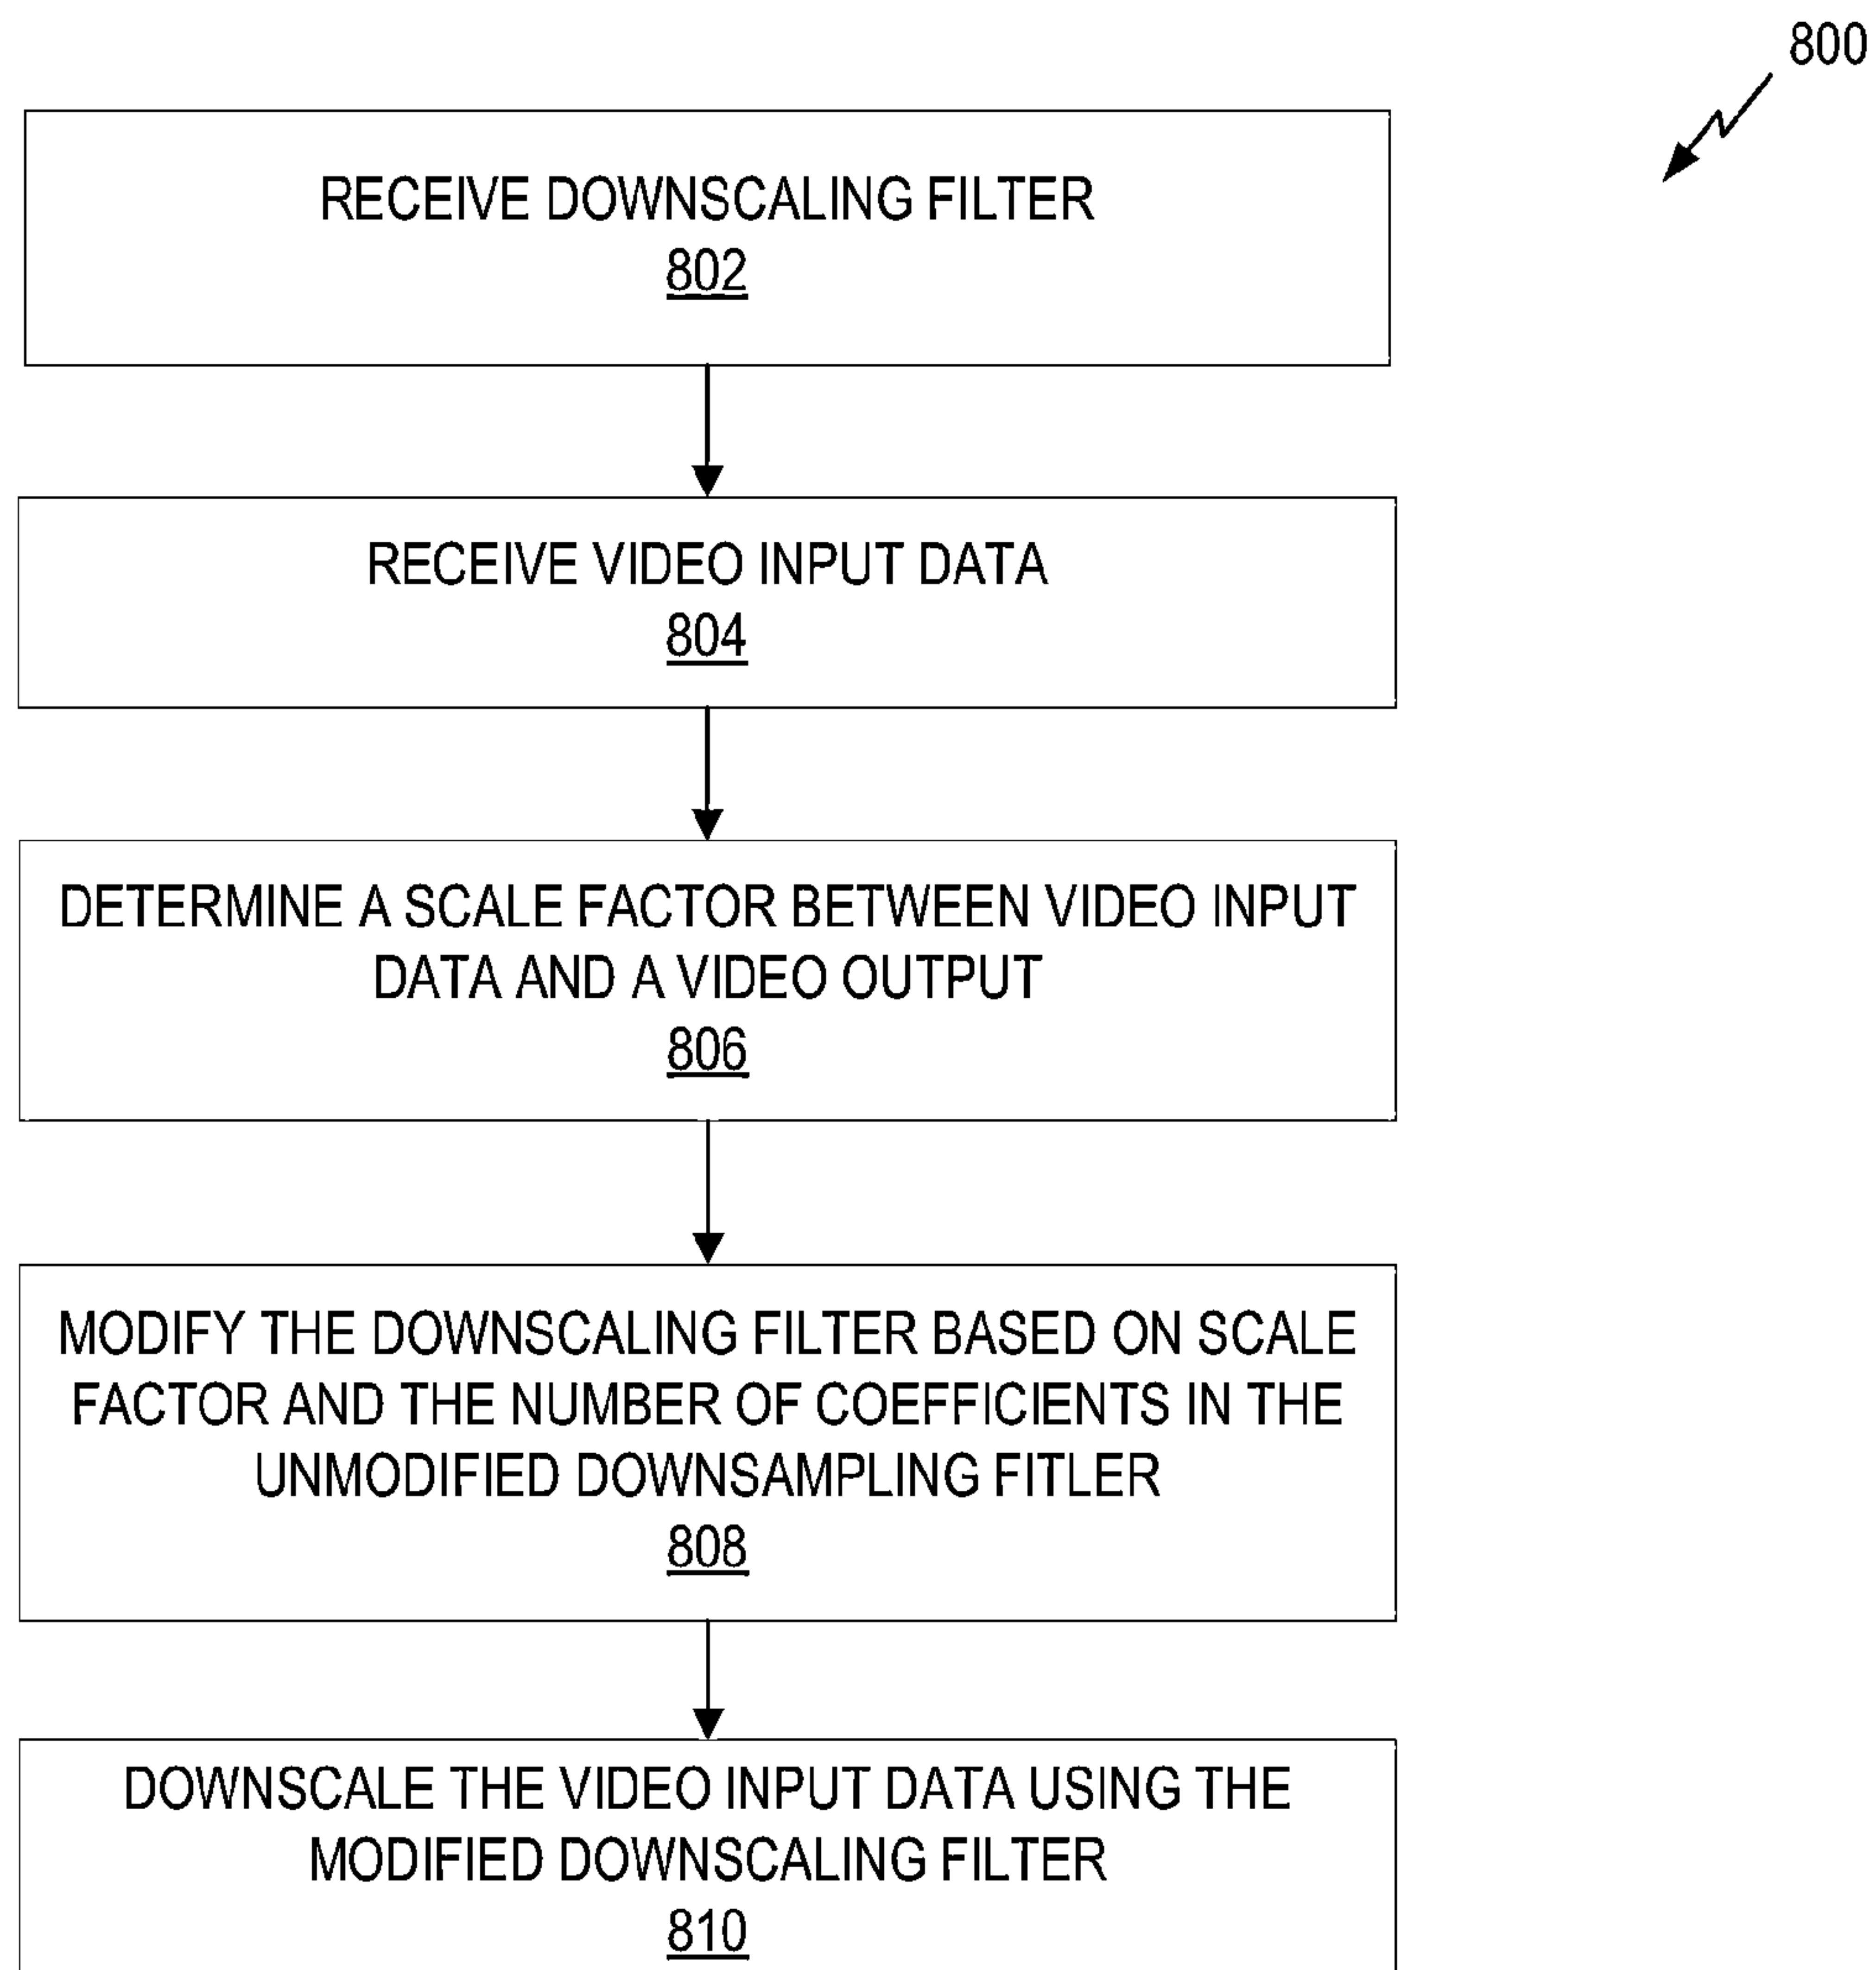 800
RECEIVE DOWNSCALING FILTER
802
RECEIVE VIDEO INPUT DATA
804
DETERMINE A SCALE FACTOR BETWEEN VIDEO INPUT
DATA AND A VIDEO OUTPUT
806
MODIFY THE DOWNSCALING FILTER BASED ON SCALE
FACTOR AND THE NUMBER OF COEFFICIENTS IN THE
UNMODIFIED DOWNSAMPLING FITLER
808
DOWNSCALE THE VIDEO INPUT DATA USING THE
MODIFIED DOWNSCALING FILTER
810